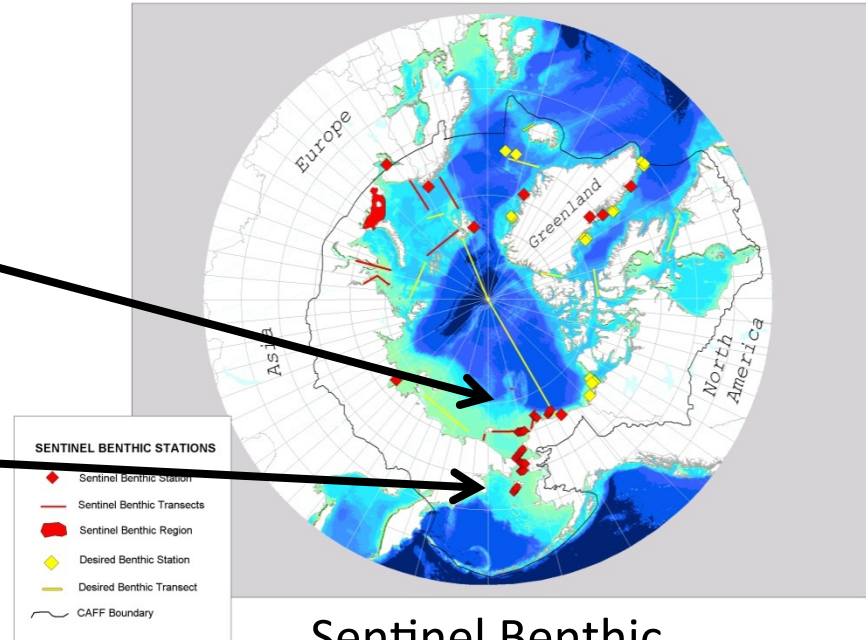 Europe
Greenland
Asia
North
America
SENTINEL BENTHIC STATIONS
Sentinel Benthic Station
Sentinel Benthic Transects
Sentinel Benthic Region
Desired Benthic Station
Desired Benthic Transect
CAFF Boundary
Sentinel Benthic